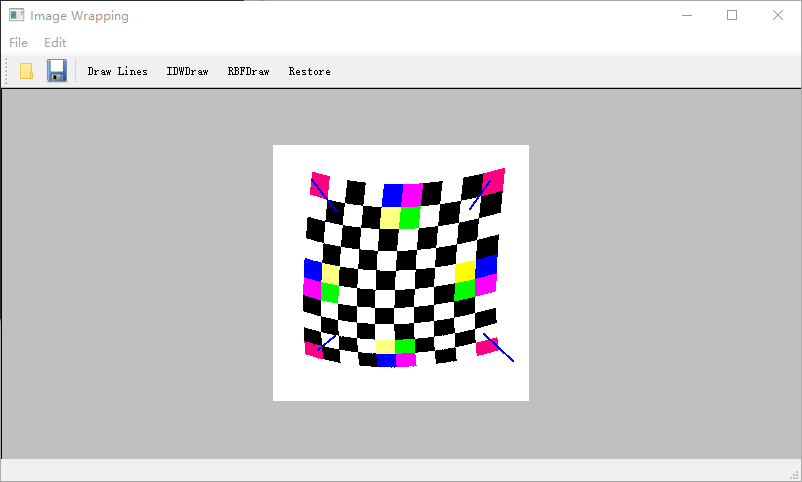 Image Wrapping
File Edit
Draw Lines IDWDraw RBFDraw Restore